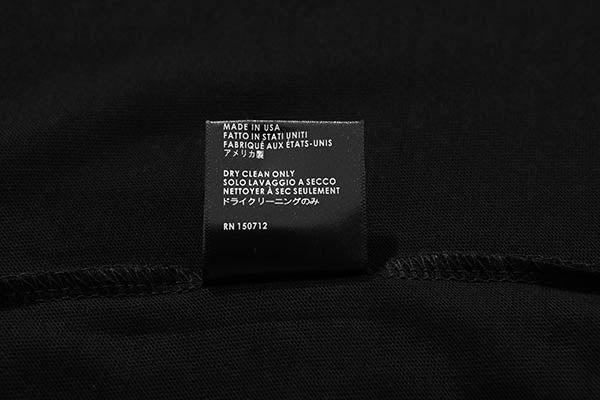 MADE IN USA
FATTO IN STATI UNITI
FABRIQUÉ AUX ÉTATS-UNIS
アメリカ製
DRY CLEAN ONLY
SOLO LAVAGGIO A SECCO
NETTOYER À SEC SEULEMENT
ドライクリーニングのみ
RN 150712